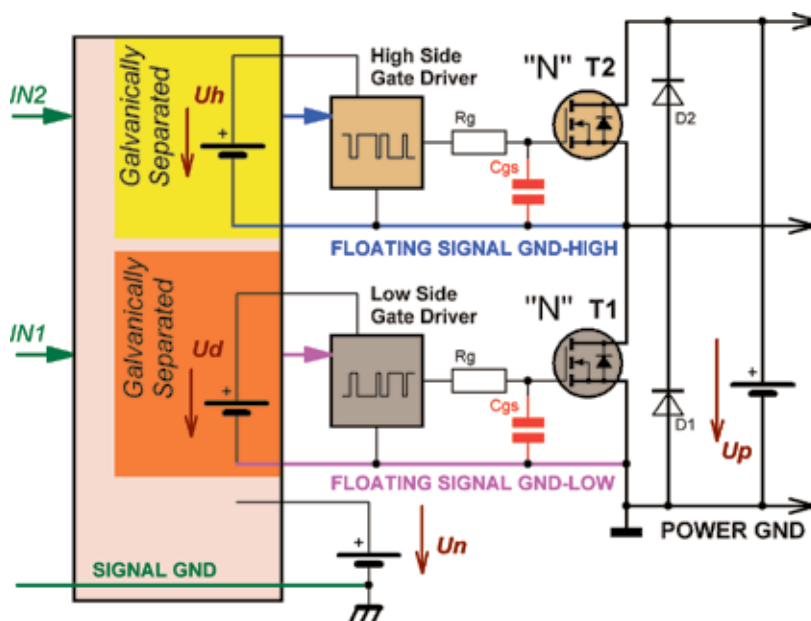 IN2
Galvanically
Separated
Uh
+
High Side
Gate Driver
Rg
Cgs
"N" T2
D2
FLOATING SIGNAL GND-HIGH
IN1
Galvanically
Separated
Ud
+
Low Side
Gate Driver
Rg
Cgs
"N" T1
D1
+
Up
FLOATING SIGNAL GND-LOW
+
Un
POWER GND
SIGNAL GND